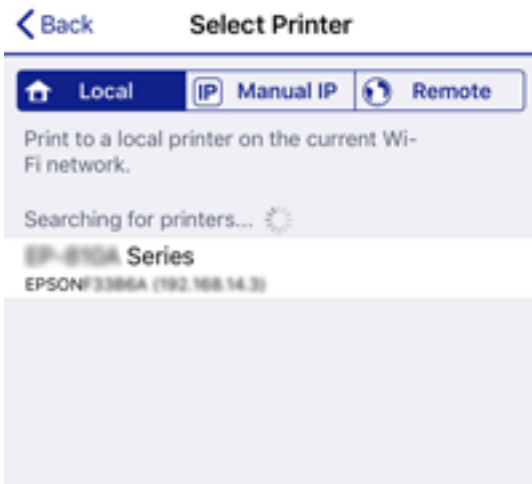 Back
Select Printer
Local
IP Manual IP
Remote
Print to a local printer on the current Wi-
Fi network.
Searching for printers...
Series
EPSON